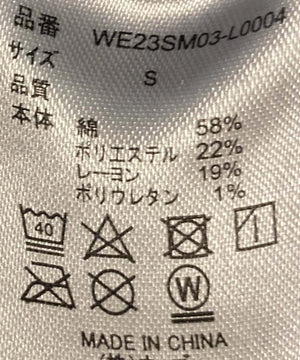 品番 WE23SM03-L0004
サイズ S
品質
本体 綿 58%
ポリエステル 22%
レーヨン 19%
ポリウレタン 1%
40
W
MADE IN CHINA